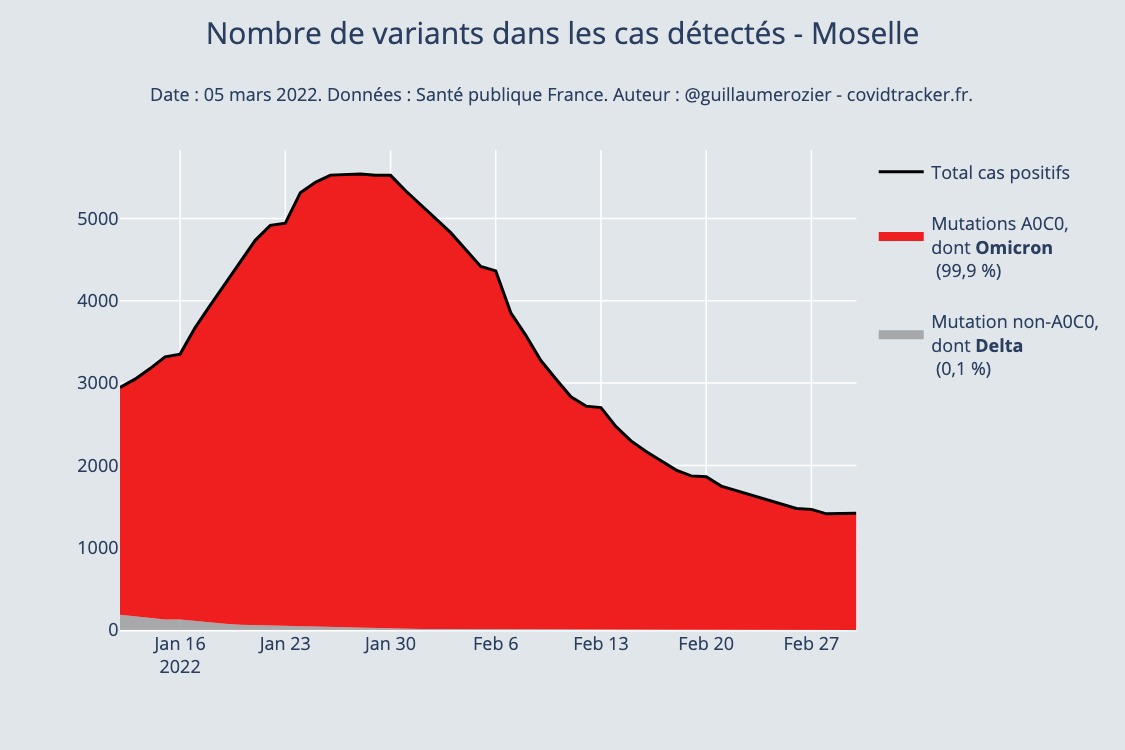 Nombre de variants dans les cas détectés - Moselle
Date : 05 mars 2022. Données : Santé publique France. Auteur : @guillaumerozier - covidtracker.fr.
Total cas positifs
Mutations A0C0,
dont Omicron
(99,9 %)
Mutation non-A0C0,
dont Delta
(0,1 %)
5000
4000
3000
2000
1000
0
Jan 16 Jan 23 Jan 30 Feb 6 Feb 13 Feb 20 Feb 27
2022